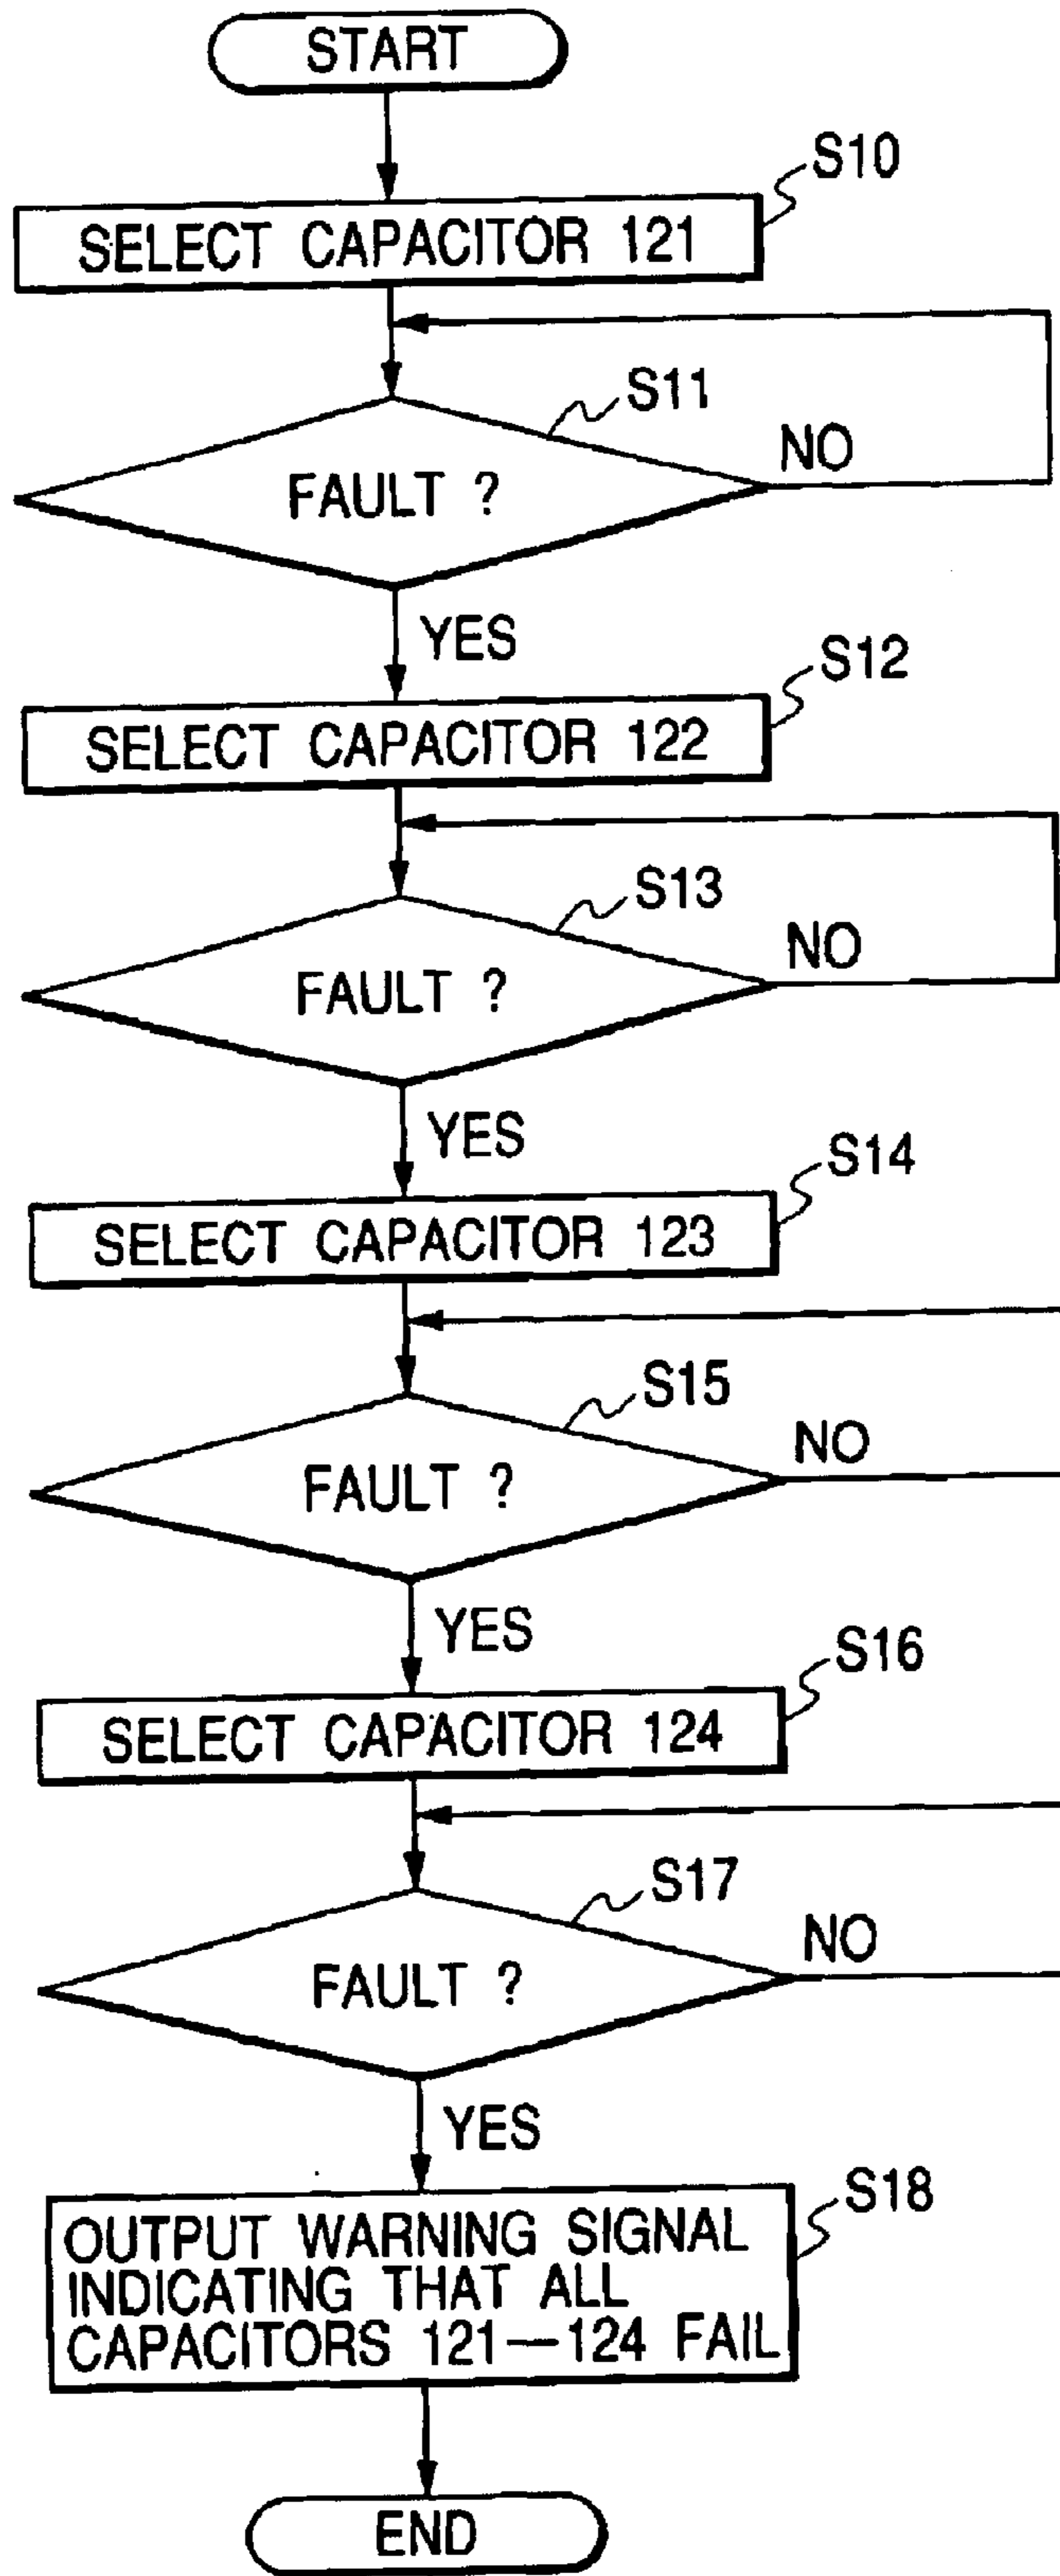 START
S10
SELECT CAPACITOR 121
S11
FAULT ?
NO
YES
S12
SELECT CAPACITOR 122
S13
FAULT ?
NO
YES
S14
SELECT CAPACITOR 123
S15
FAULT ?
NO
YES
S16
SELECT CAPACITOR 124
S17
FAULT ?
NO
YES
S18
OUTPUT WARNING SIGNAL
INDICATING THAT ALL
CAPACITORS 121—124 FAIL
END